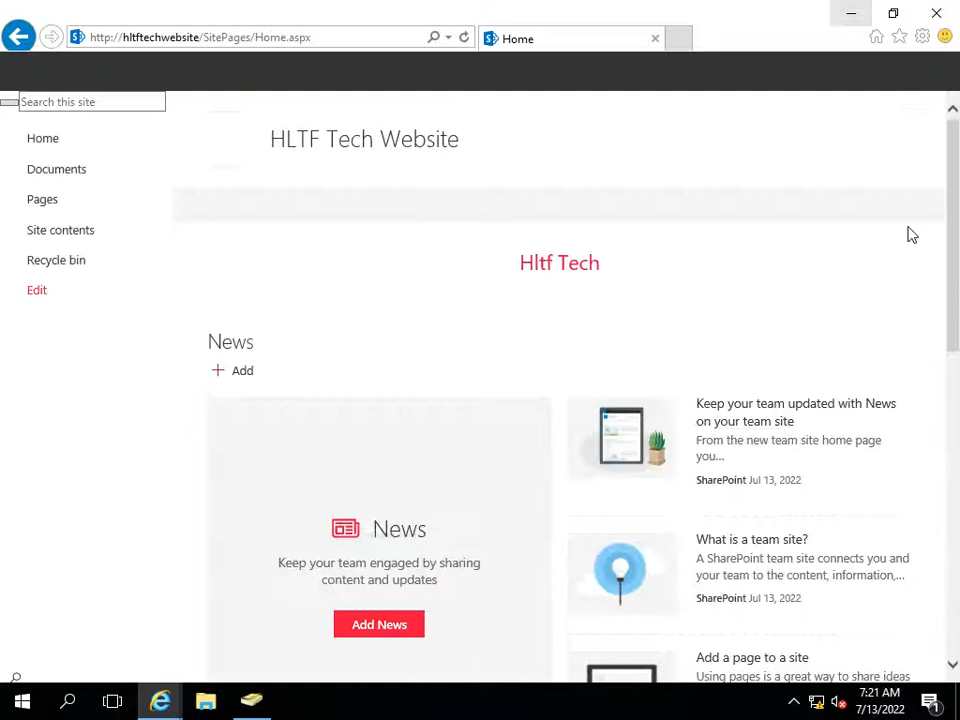 http://hltftechwebsite/SitePages/Home.aspx
Home
Search this site
Home
Documents
Pages
Site contents
Recycle bin
Edit
HLTF Tech Website
Hltf Tech
News
+ Add
News
Keep your team engaged by sharing
content and updates
Add News
Keep your team updated with News
on your team site
From the new team site home page
you...
SharePoint Jul 13, 2022
What is a team site?
A SharePoint team site connects you and
your team to the content, information,...
SharePoint Jul 13, 2022
Add a page to a site
Using pages is a great way to share ideas
7:21 AM
7/13/2022
1